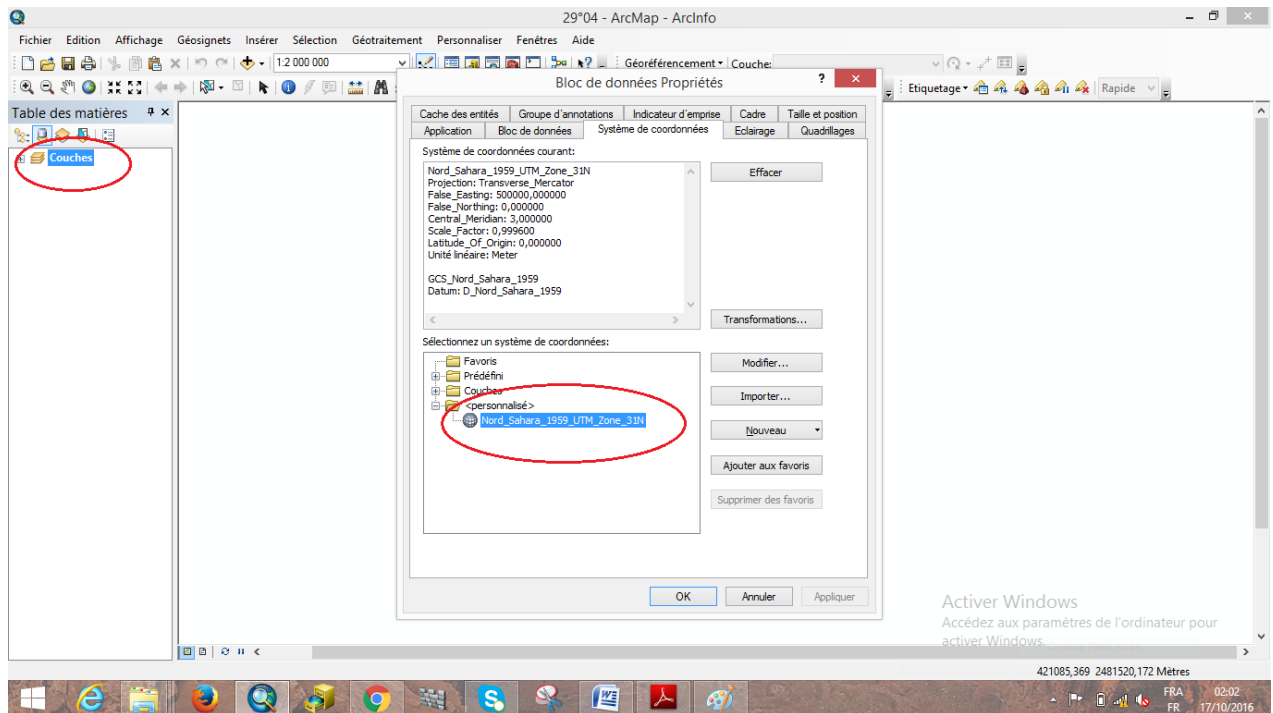 29°04 - ArcMap - ArcInfo
Fichier Edition Affichage Géosignets Insérer Sélection Géotraitement Personnaliser Fenêtres Aide
1:2 000 000
Géoréférencement Couche:
Etiquetage Rapide
Table des matières
Couches
Bloc de données Propriétés
Cache des entités Groupe d'annotations Indicateur d'emprise Cadre Taille et position
Application Bloc de données Système de coordonnées Eclairage Quadrillages
Système de coordonnées courant:
Nord_Sahara_1959_UTM_Zone_31N
Projection: Transverse_Mercator
False_Easting: 500000,000000
False_Northing: 0,000000
Central_Meridian: 3,000000
Scale_Factor: 0,999600
Latitude_Of_Origin: 0,000000
Unité linéaire: Meter
GCS_Nord_Sahara_1959
Datum: D_Nord_Sahara_1959
Effacer
Transformations...
Sélectionnez un système de coordonnées:
Favoris
Prédéfini
Couches
<personnalisé>
Nord_Sahara_1959_UTM_Zone_31N
Modifier...
Importer...
Nouveau
Ajouter aux favoris
Supprimer des favoris
OK Annuler Appliquer
Activer Windows
Accédez aux paramètres de l'ordinateur pour
activer Windows.
421085,369 2481520,172 Mètres
FRA 02:02
FR 17/10/2016